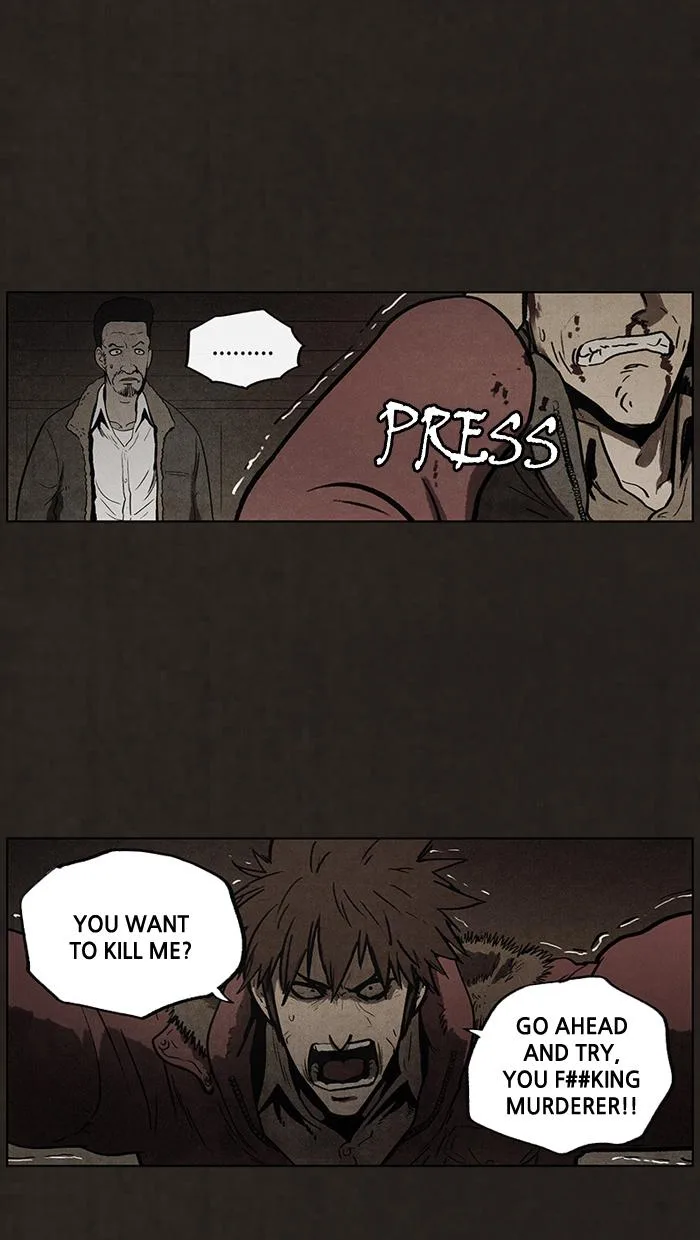 .........
PRESS
YOU WANT
TO KILL ME?
GO AHEAD
AND TRY,
YOU F##KING
MURDERER!!